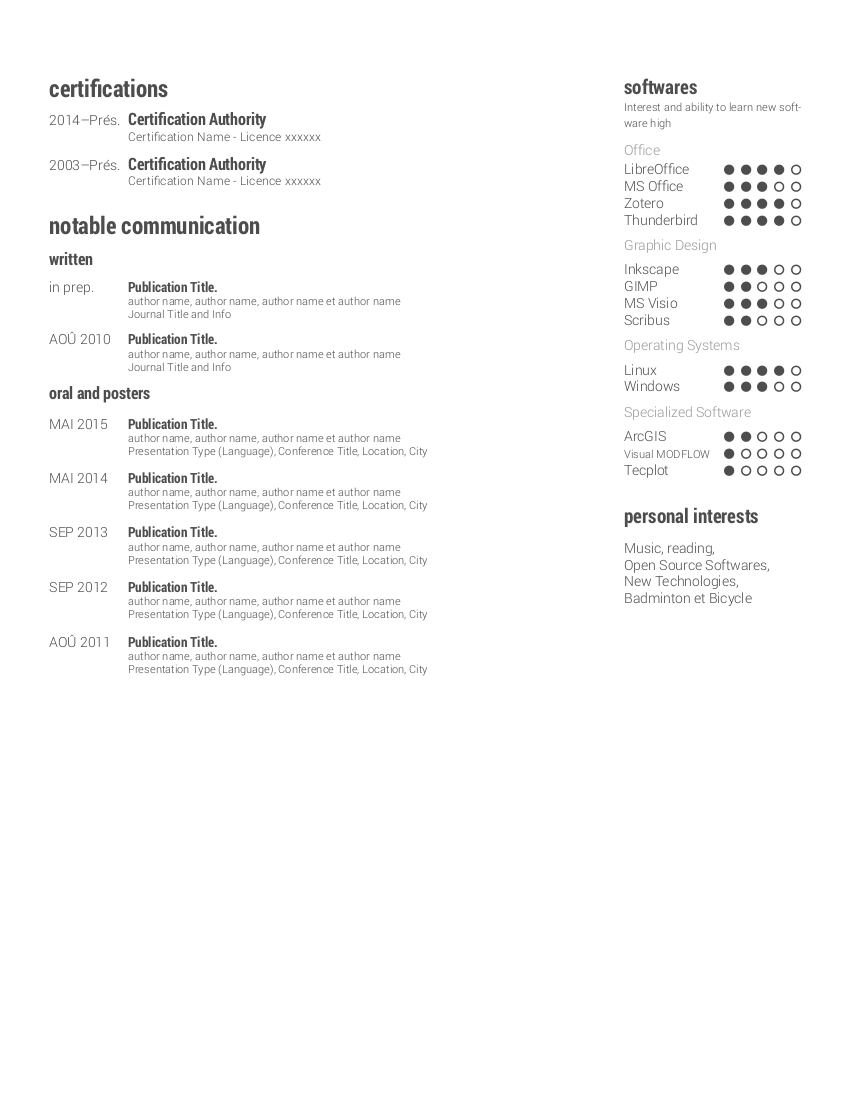 certifications
2014–Prés. Certification Authority
Certification Name - Licence xxxxxx
2003–Prés. Certification Authority
Certification Name - Licence xxxxxx
notable communication
written
in prep. Publication Title.
author name, author name, author name et author name
Journal Title and Info
AOÛ 2010 Publication Title.
author name, author name, author name et author name
Journal Title and Info
oral and posters
MAI 2015 Publication Title.
author name, author name, author name et author name
Presentation Type (Language), Conference Title, Location, City
MAI 2014 Publication Title.
author name, author name, author name et author name
Presentation Type (Language), Conference Title, Location, City
SEP 2013 Publication Title.
author name, author name, author name et author name
Presentation Type (Language), Conference Title, Location, City
SEP 2012 Publication Title.
author name, author name, author name et author name
Presentation Type (Language), Conference Title, Location, City
AOÛ 2011 Publication Title.
author name, author name, author name et author name
Presentation Type (Language), Conference Title, Location, City
softwares
Interest and ability to learn new soft-
ware high
Office
LibreOffice
MS Office
Zotero
Thunderbird
Graphic Design
Inkscape
GIMP
MS Visio
Scribus
Operating Systems
Linux
Windows
Specialized Software
ArcGIS
Visual MODFLOW
Tecplot
personal interests
Music, reading,
Open Source Softwares,
New Technologies,
Badminton et Bicycle